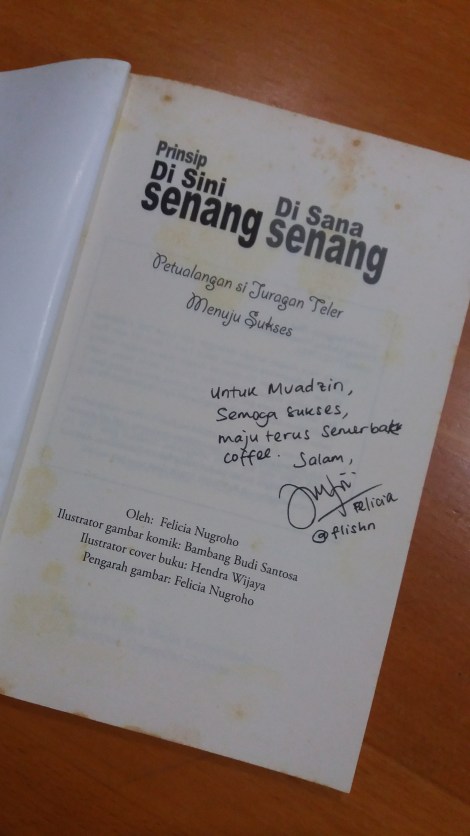 Prinsip
Di Sini Di Sana
senang senang
Petualangan si Juragan Teler
Menuju Sukses
untuk Muadzin,
Semoga sukses,
maju terus semerbak
coffee. Salam,
Felicia
@flishn
Oleh: Felicia Nugroho
Ilustrator gambar komik: Bambang Budi Santosa
Ilustrator cover buku: Hendra Wijaya
Pengarah gambar: Felicia Nugroho